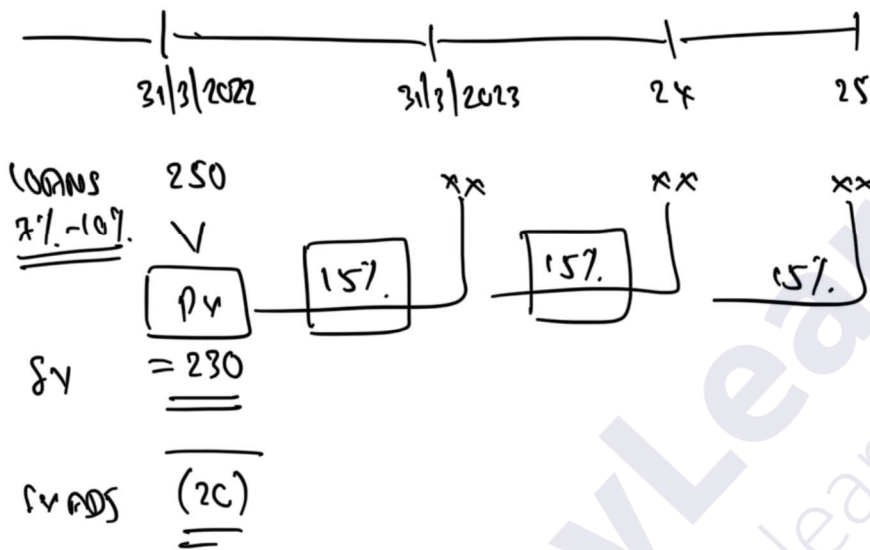 31/3/2022 31/3/2023 24 25
LOANS 250 xx xx xx
7%-10%
15% 15% 15%
PV
FV = 230
FV ADJ (20)